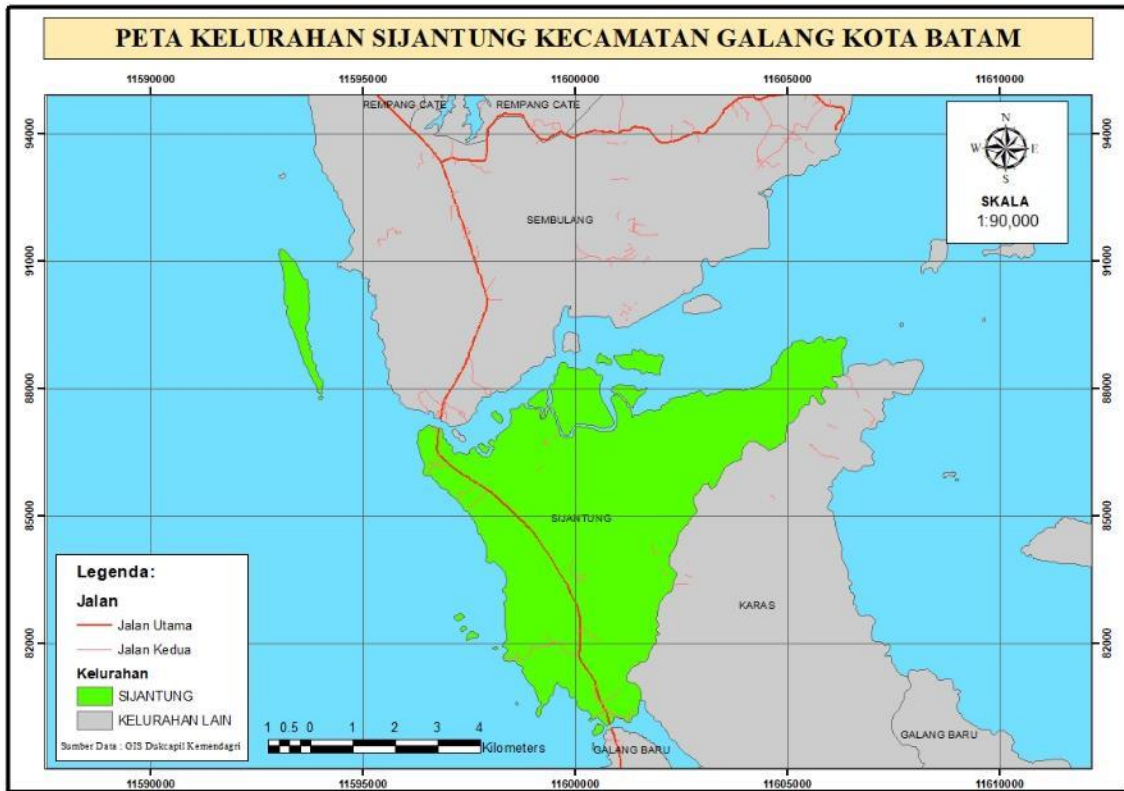 PETA KELURAHAN SIJANTUNG KECAMATAN GALANG KOTA BATAM
11590000 11595000 11600000 11605000 11610000
REMPANG CATE REMPANG CATE
94000 94000
N
W E
S
SKALA
1:90,000
SEMBULANG
91000 91000
88000 88000
85000 85000
SIJANTUNG
KARAS
82000 82000
Legenda:
Jalan
Jalan Utama
Jalan Kedua
Kelurahan
SIJANTUNG
KELURAHAN LAIN
Sumber Data : GIS Dukcapil Kemendagri
1 0.5 0 1 2 3 4
Kilometers
GALANG BARU
GALANG BARU
11590000 11595000 11600000 11605000 11610000